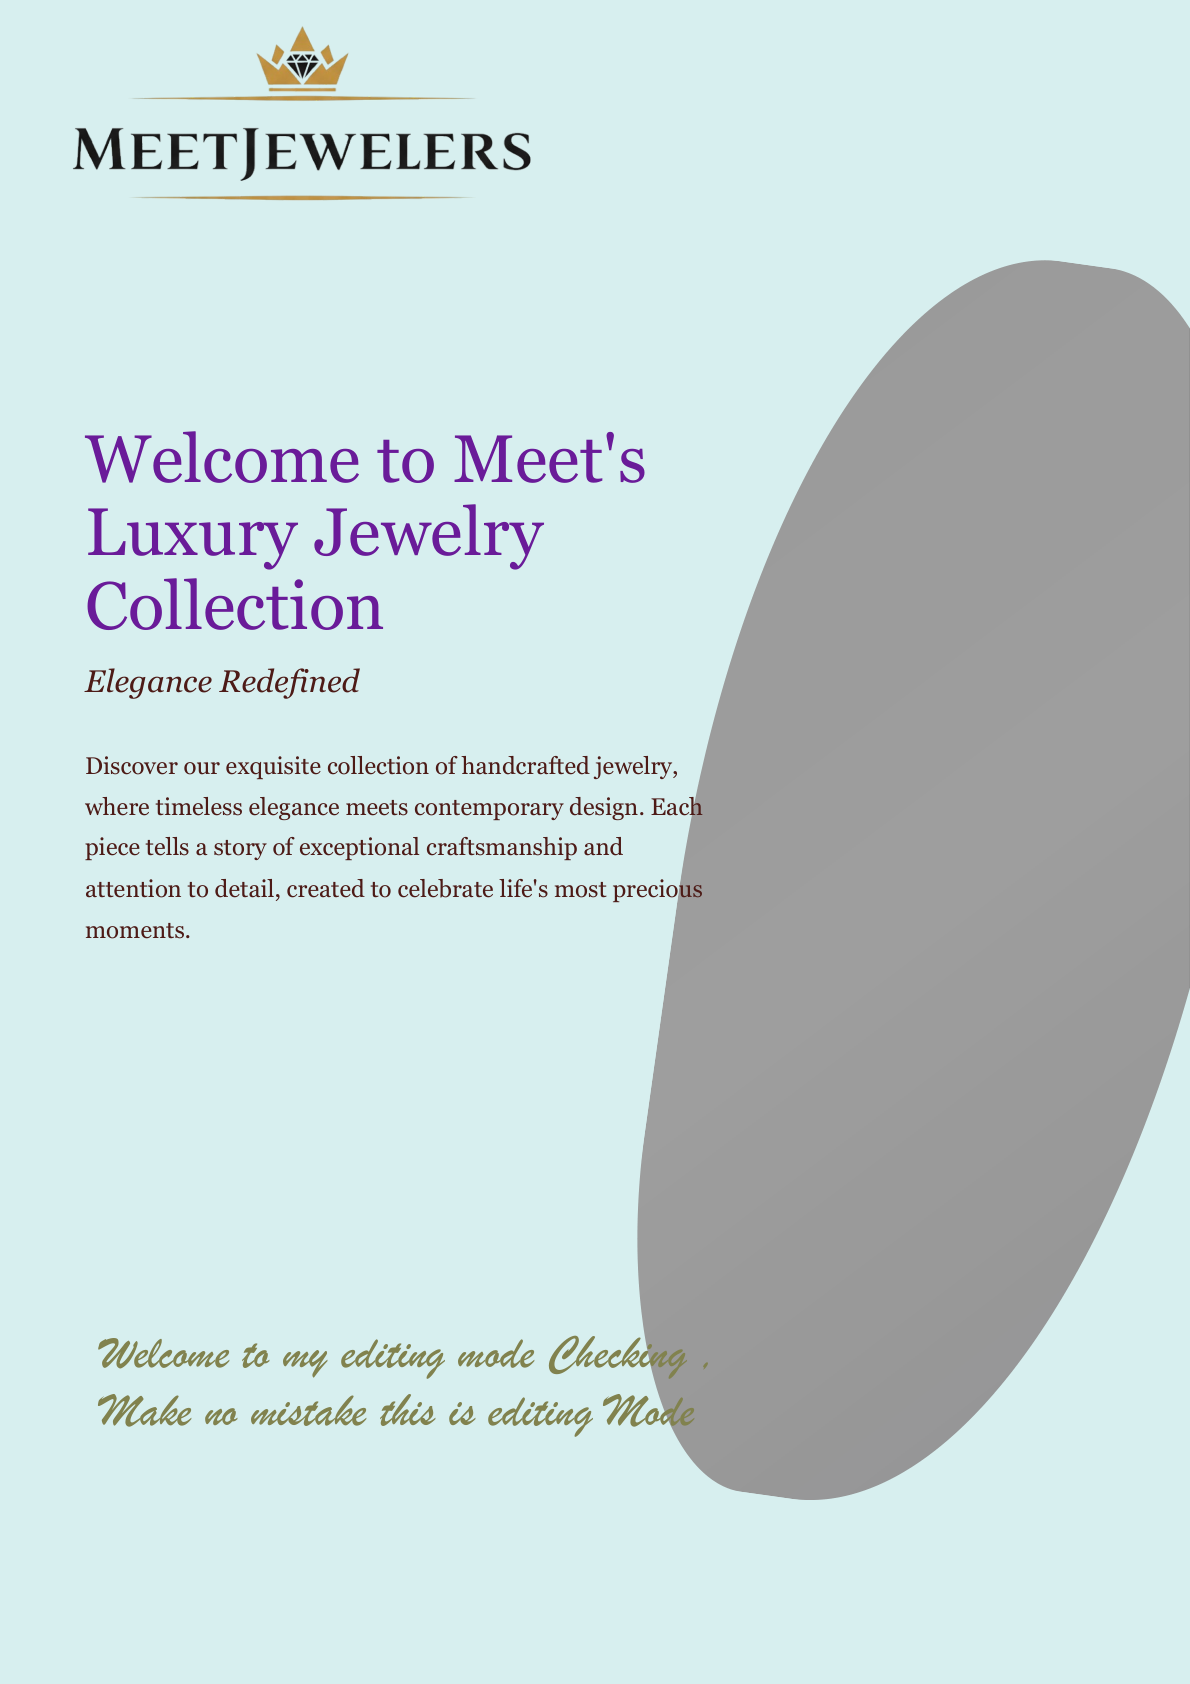 MEETJEWELERS
Welcome to Meet's
Luxury Jewelry
Collection
Elegance Redefined
Discover our exquisite collection of handcrafted jewelry,
where timeless elegance meets contemporary design. Each
piece tells a story of exceptional craftsmanship and
attention to detail, created to celebrate life's most precious
moments.
Welcome to my editing mode Checking .
Make no mistake this is editing Mode